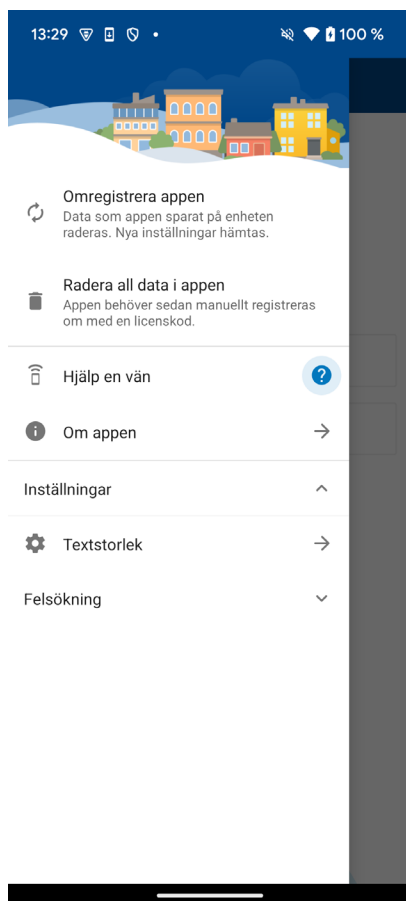 13:29
100 %
Omregistrera appen
Data som appen sparat på enheten
raderas. Nya inställningar hämtas.
Radera all data i appen
Appen behöver sedan manuellt registreras
om med en licenskod.
Hjälp en vän
Om appen
Inställningar
Textstorlek
Felsökning